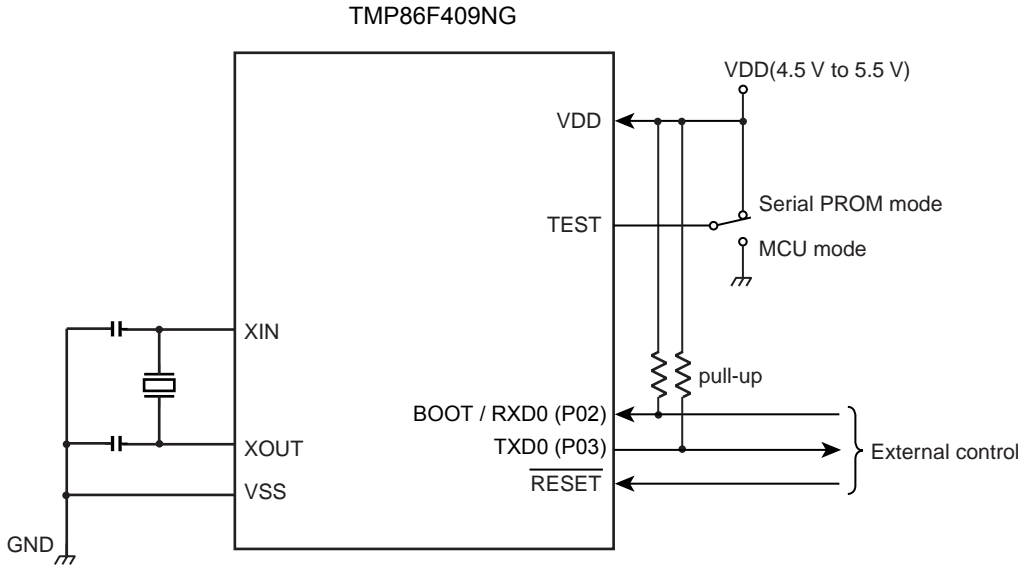 TMP86F409NG
VDD(4.5 V to 5.5 V)
VDD
Serial PROM mode
TEST
MCU mode
XIN
pull-up
BOOT / RXD0 (P02)
XOUT
TXD0 (P03)
External control
RESET
VSS
GND